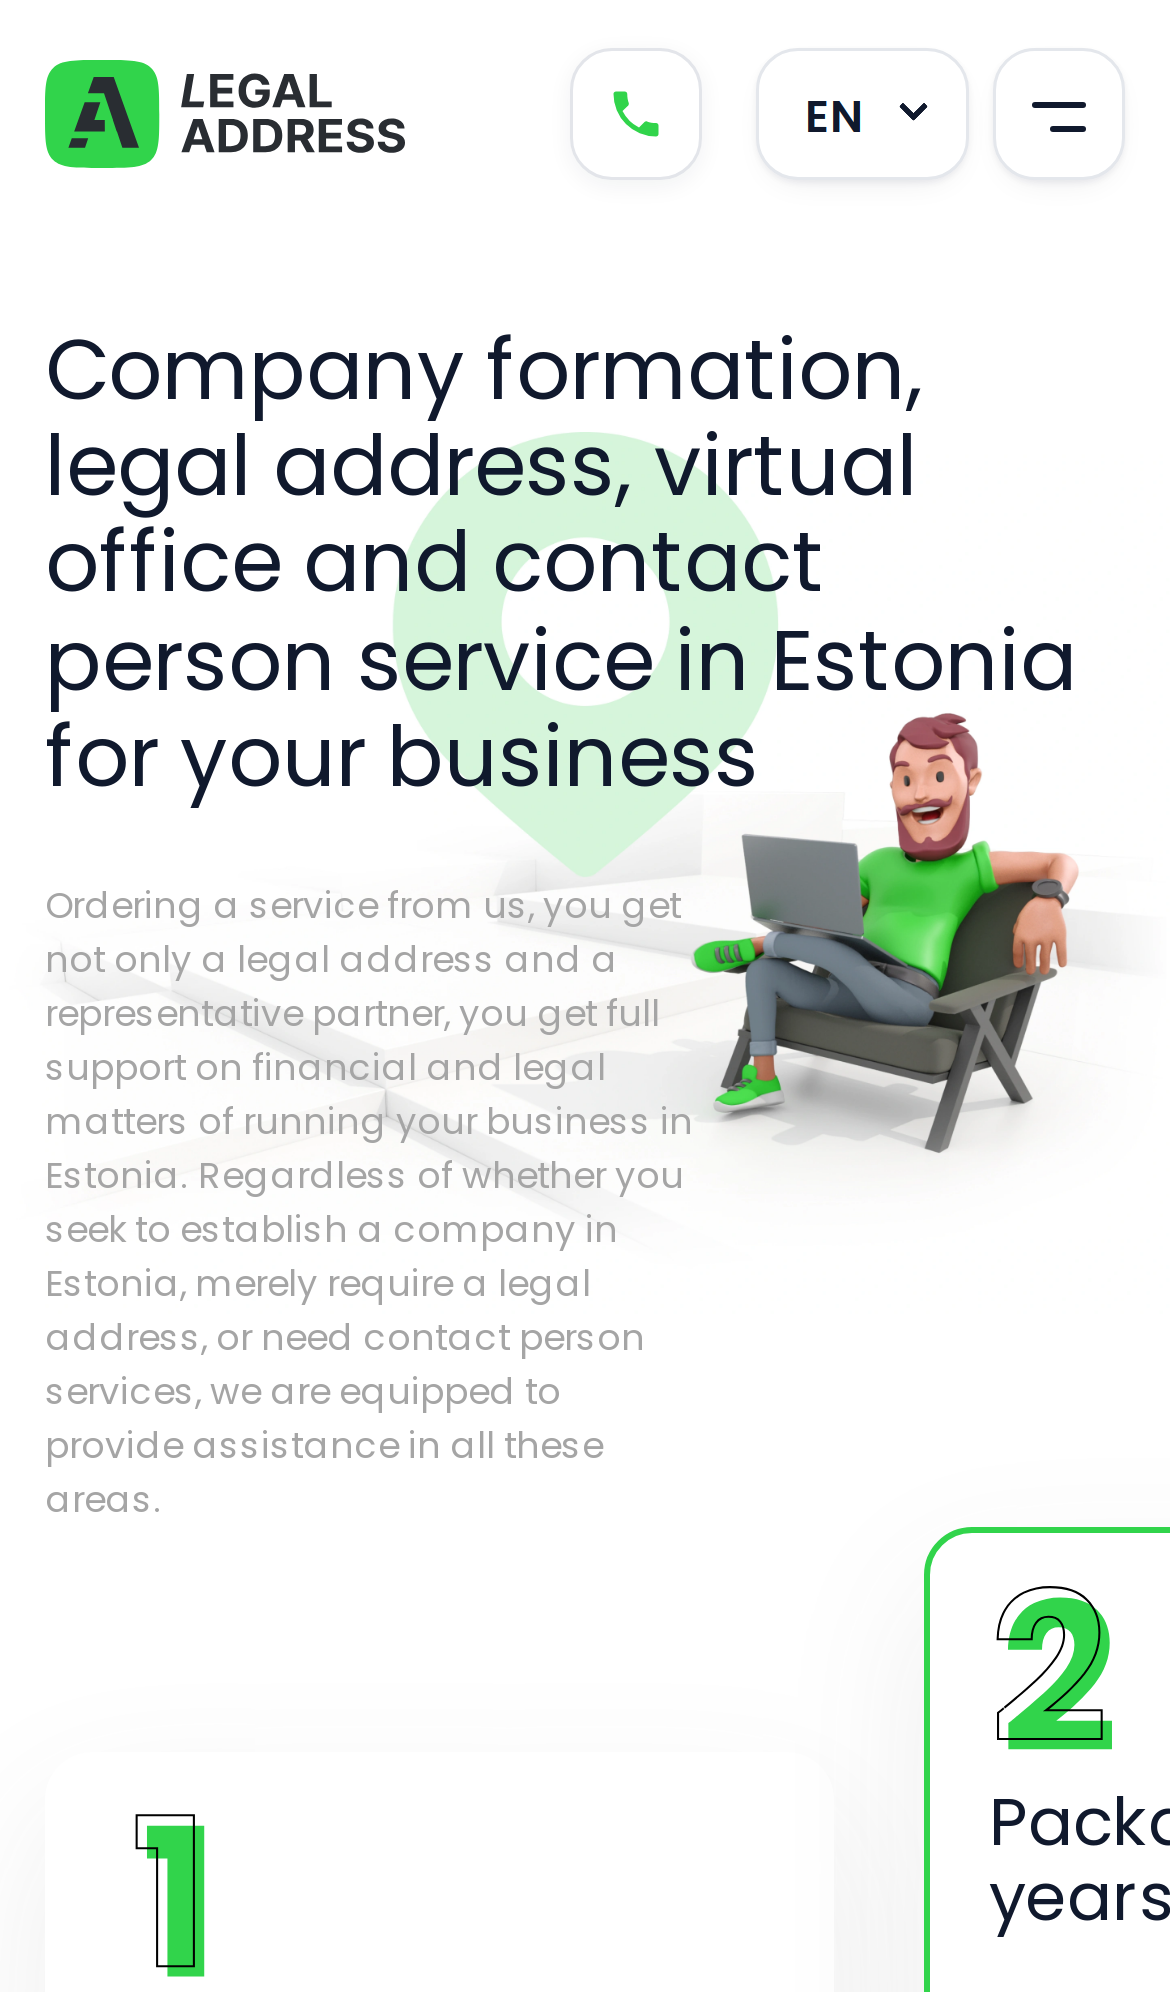 LEGAL
ADDRESS
EN
Company formation,
legal address, virtual
office and contact
person service in Estonia
for your business
Ordering a service from us, you get
not only a legal address and a
representative partner, you get full
support on financial and legal
matters of running your business in
Estonia. Regardless of whether you
seek to establish a company in
Estonia, merely require a legal
address, or need contact person
services, we are equipped to
provide assistance in all these
areas.
2
years
1